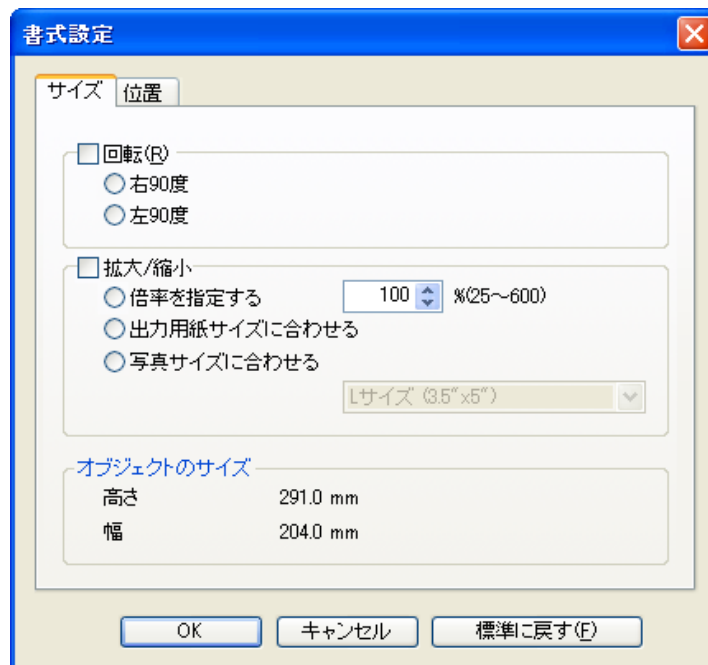 書式設定
サイズ 位置
回転(R)
右90度
左90度
拡大/縮小
倍率を指定する 100 %(25～600)
出力用紙サイズに合わせる
写真サイズに合わせる
Lサイズ (3.5"x5")
オブジェクトのサイズ
高さ 291.0 mm
幅 204.0 mm
OK キャンセル 標準に戻す(F)